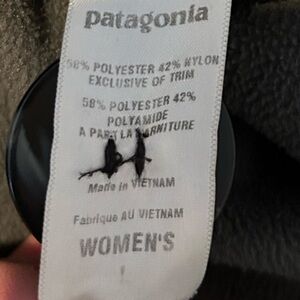 patagonia
58% POLYESTER 42% NYLON
EXCLUSIVE OF TRIM
58% POLYESTER 42%
POLYAMIDE
A PART LA GARNITURE
Made in VIETNAM
Fabrique AU VIETNAM
WOMEN'S